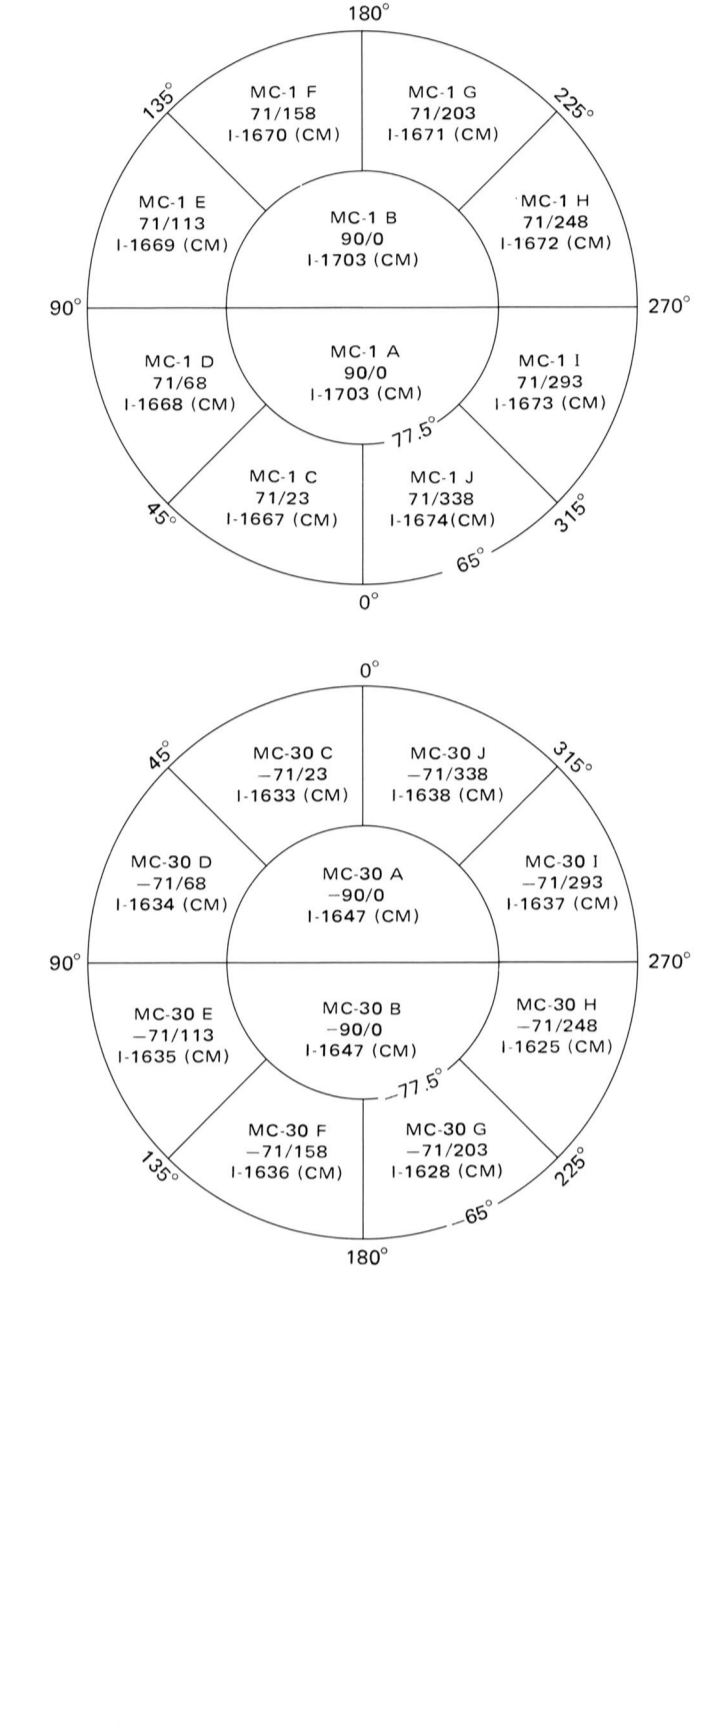 180°
135°
MC-1 F
71/158
I-1670 (CM)
MC-1 G
71/203
I-1671 (CM)
225°
MC-1 E
71/113
I-1669 (CM)
MC-1 B
90/0
I-1703 (CM)
MC-1 H
71/248
I-1672 (CM)
90°
270°
MC-1 D
71/68
I-1668 (CM)
MC-1 A
90/0
I-1703 (CM)
MC-1 I
71/293
I-1673 (CM)
77.5°
45°
MC-1 C
71/23
I-1667 (CM)
MC-1 J
71/338
I-1674(CM)
315°
65°
0°
0°
45°
MC-30 C
−71/23
I-1633 (CM)
MC-30 J
−71/338
I-1638 (CM)
315°
MC-30 D
−71/68
I-1634 (CM)
MC-30 A
−90/0
I-1647 (CM)
MC-30 I
−71/293
I-1637 (CM)
90°
270°
MC-30 E
−71/113
I-1635 (CM)
MC-30 B
−90/0
I-1647 (CM)
MC-30 H
−71/248
I-1625 (CM)
−77.5°
135°
MC-30 F
−71/158
I-1636 (CM)
MC-30 G
−71/203
I-1628 (CM)
225°
−65°
180°